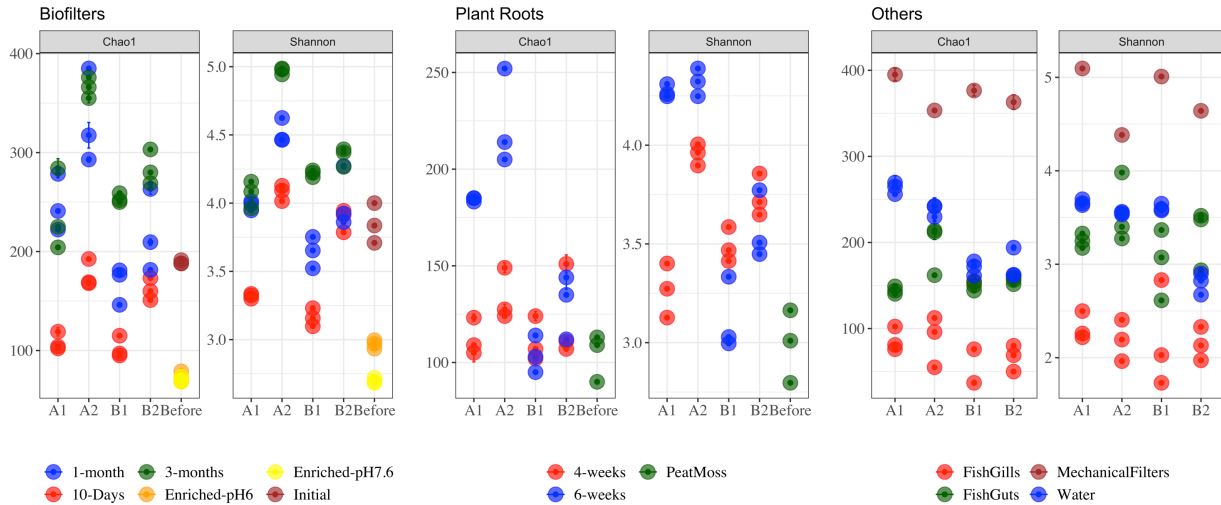 Biofilters
Plant Roots
Others
Chao1
Shannon
Chao1
Shannon
Chao1
Shannon
400
300
200
100
5.0
4.5
4.0
3.5
3.0
250
200
150
100
4.0
3.5
3.0
400
300
200
100
5
4
3
2
A1 A2 B1 B2 Before
A1 A2 B1 B2 Before
A1 A2 B1 B2 Before
A1 A2 B1 B2 Before
A1 A2 B1 B2
A1 A2 B1 B2
1-month 3-months Enriched-pH7.6
10-Days Enriched-pH6 Initial
4-weeks PeatMoss
6-weeks
FishGills MechanicalFilters
FishGuts Water